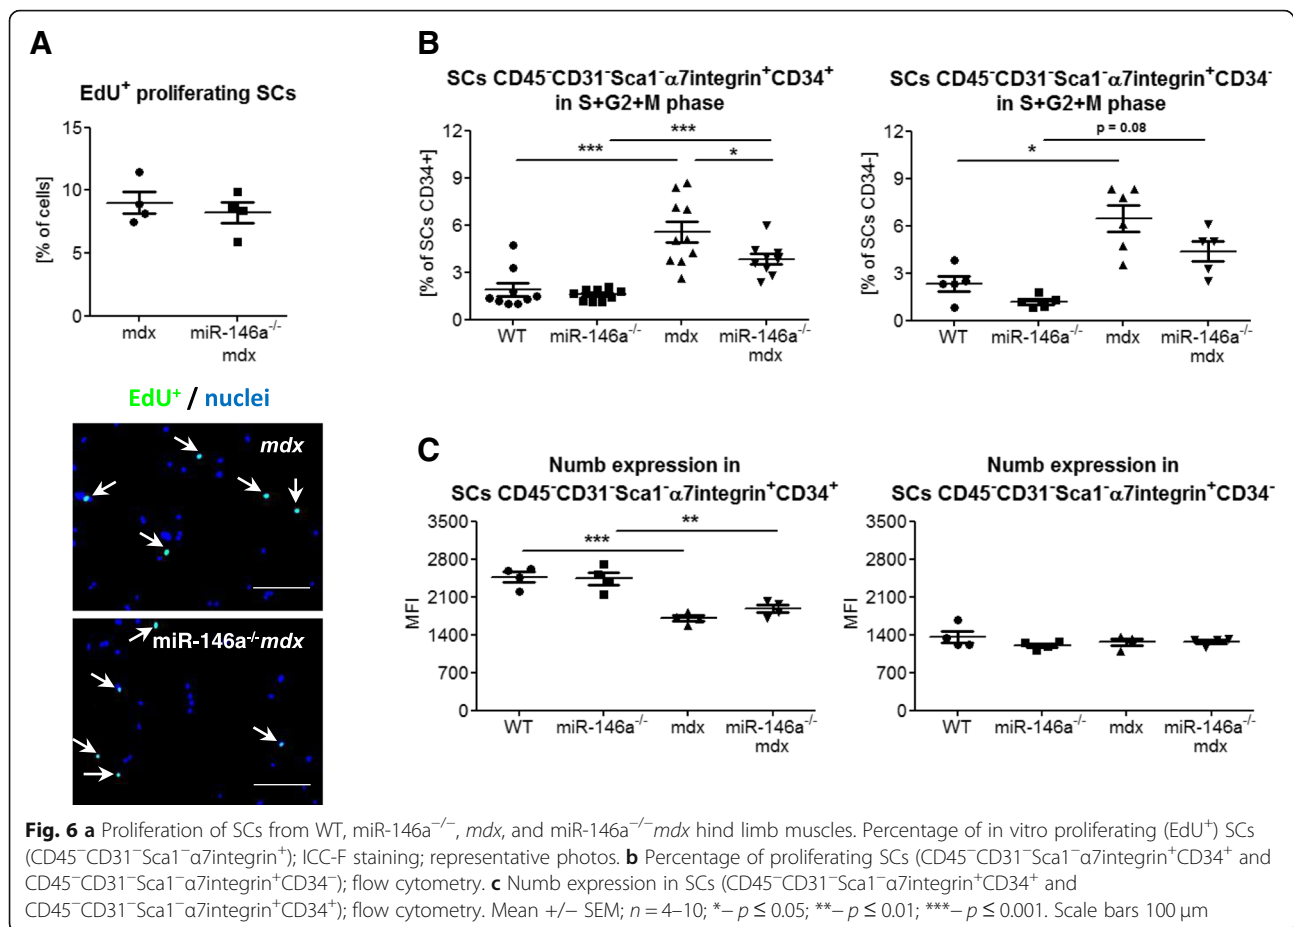 A
EdU⁺ proliferating SCs
15
10
5
0
[% of cells]
mdx
miR-146a⁻/⁻
mdx
EdU⁺ / nuclei
mdx
miR-146a⁻/⁻mdx
B
SCs CD45⁻CD31⁻Sca1⁻α7integrin⁺CD34⁺
in S+G2+M phase
***
***
*
12
9
6
3
0
[% of SCs CD34+]
WT
miR-146a⁻/⁻
mdx
miR-146a⁻/⁻
mdx
SCs CD45⁻CD31⁻Sca1⁻α7integrin⁺CD34⁻
in S+G2+M phase
p = 0.08
*
12
9
6
3
0
[% of SCs CD34-]
WT
miR-146a⁻/⁻
mdx
miR-146a⁻/⁻
mdx
C
Numb expression in
SCs CD45⁻CD31⁻Sca1⁻α7integrin⁺CD34⁺
**
***
3500
2800
2100
1400
700
0
MFI
WT
miR-146a⁻/⁻
mdx
miR-146a⁻/⁻
mdx
Numb expression in
SCs CD45⁻CD31⁻Sca1⁻α7integrin⁺CD34⁻
3500
2800
2100
1400
700
0
MFI
WT
miR-146a⁻/⁻
mdx
miR-146a⁻/⁻
mdx
Fig. 6 a Proliferation of SCs from WT, miR-146a⁻/⁻, mdx, and miR-146a⁻/⁻mdx hind limb muscles. Percentage of in vitro proliferating (EdU⁺) SCs
(CD45⁻CD31⁻Sca1⁻α7integrin⁺); ICC-F staining; representative photos. b Percentage of proliferating SCs (CD45⁻CD31⁻Sca1⁻α7integrin⁺CD34⁺ and
CD45⁻CD31⁻Sca1⁻α7integrin⁺CD34⁻); flow cytometry. c Numb expression in SCs (CD45⁻CD31⁻Sca1⁻α7integrin⁺CD34⁺ and
CD45⁻CD31⁻Sca1⁻α7integrin⁺CD34⁺); flow cytometry. Mean +/− SEM; n = 4–10; *– p ≤ 0.05; **– p ≤ 0.01; ***– p ≤ 0.001. Scale bars 100 μm